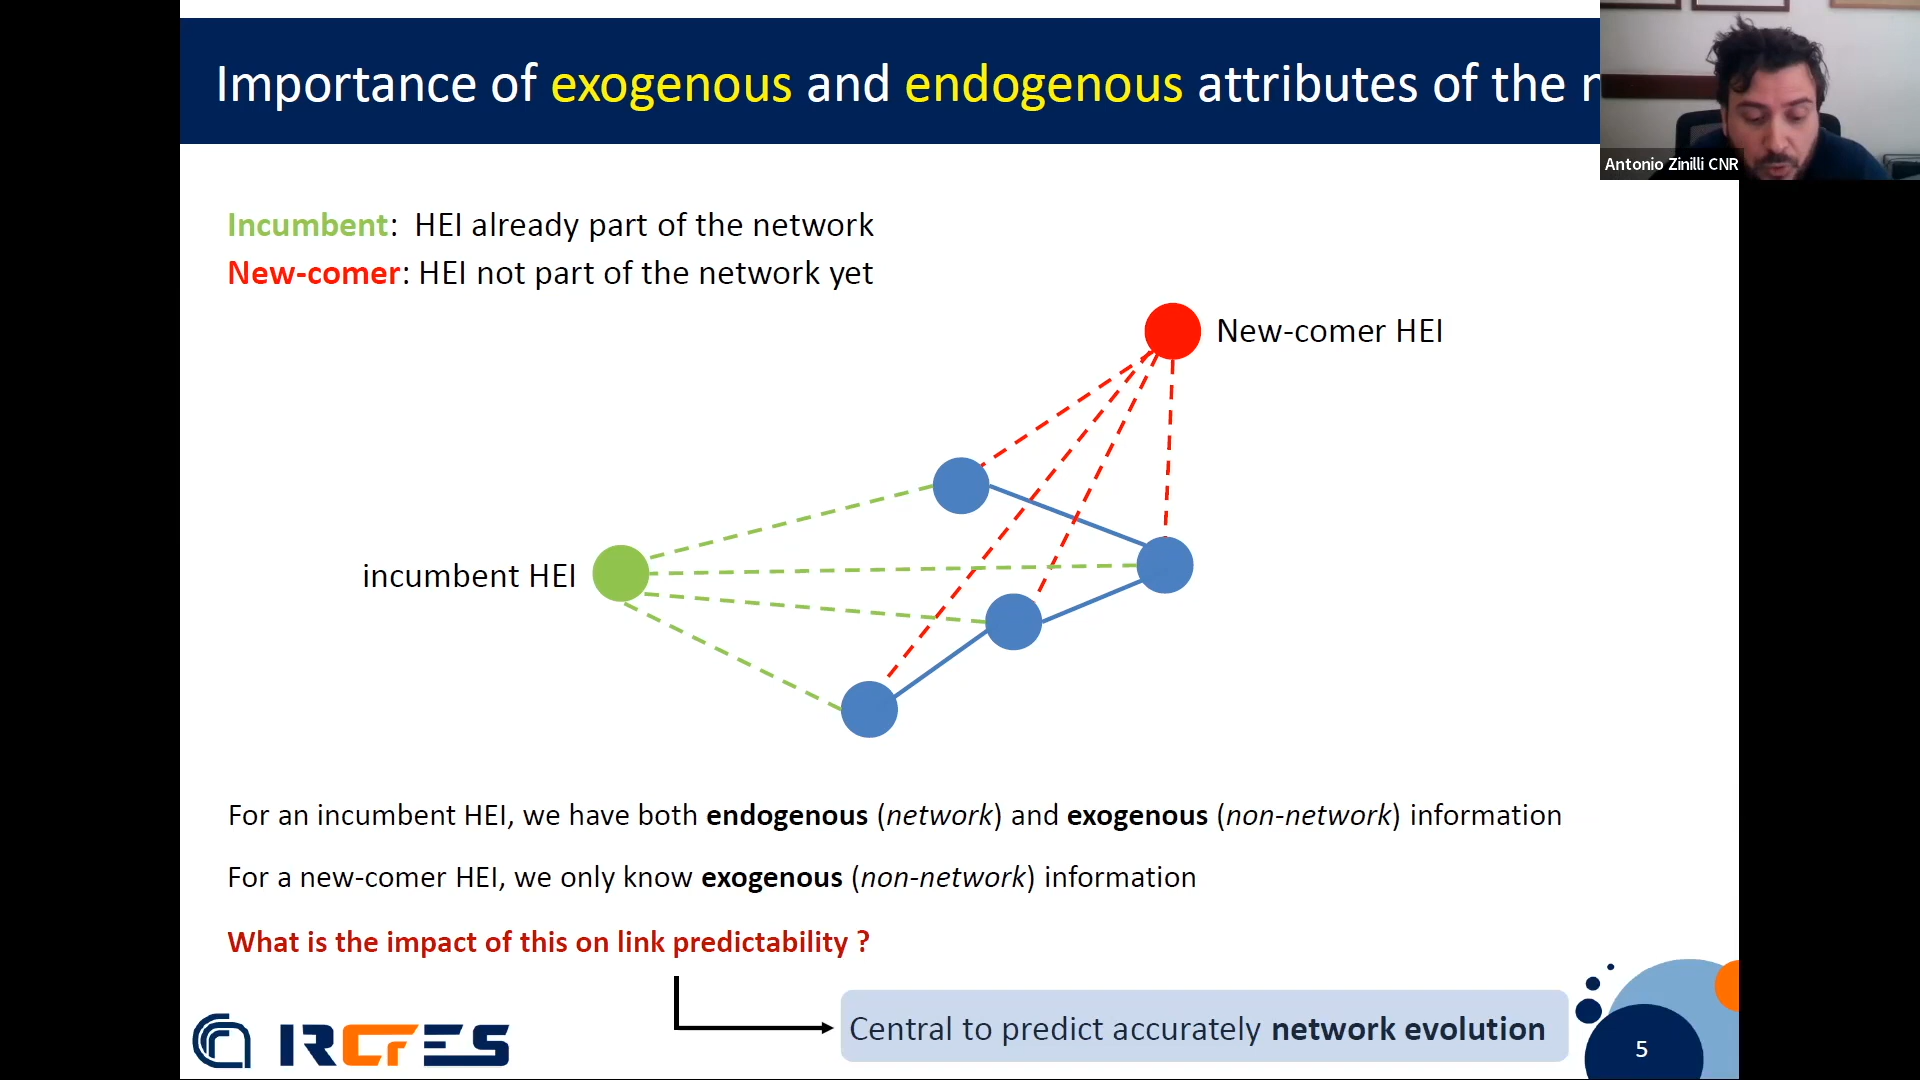 Importance of exogenous and endogenous attributes of the
Antonio Zinilli CNR
Incumbent: HEI already part of the network
New-comer: HEI not part of the network yet
New-comer HEI
incumbent HEI
For an incumbent HEI, we have both endogenous (network) and exogenous (non-network) information
For a new-comer HEI, we only know exogenous (non-network) information
What is the impact of this on link predictability ?
Central to predict accurately network evolution
IRCrES
5